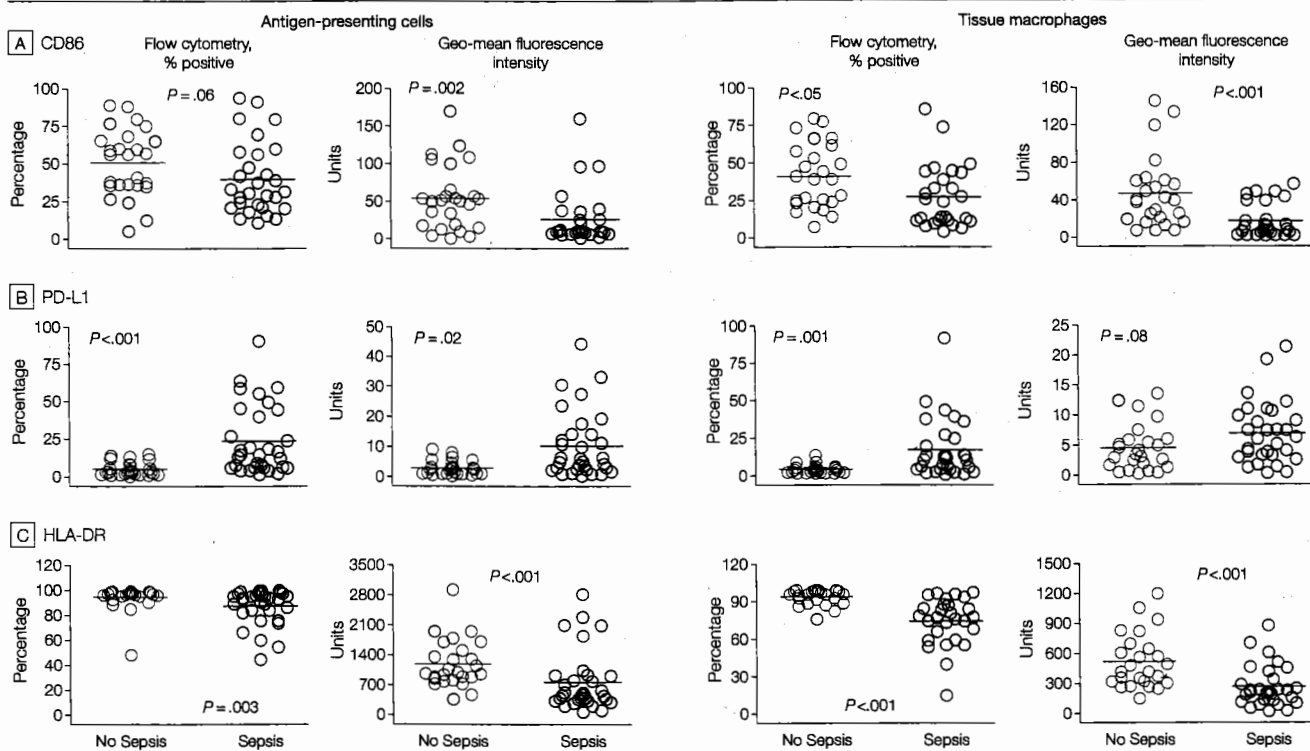 Antigen-presenting cells
Tissue macrophages
A CD86
Flow cytometry,
% positive
Geo-mean fluorescence
intensity
Flow cytometry,
% positive
Geo-mean fluorescence
intensity
P = .06
100
75
50
25
0
Percentage
P = .002
200
150
100
50
0
Units
P<.05
100
75
50
25
0
Percentage
P<.001
160
120
80
40
0
Units
B PD-L1
P<.001
100
75
50
25
0
Percentage
P = .02
50
40
30
20
10
0
Units
P = .001
100
75
50
25
0
Percentage
P = .08
25
20
15
10
5
0
Units
C HLA-DR
120
100
80
60
40
20
0
Percentage
P = .003
No Sepsis Sepsis
3500
2800
2100
1400
700
0
Units
P<.001
No Sepsis Sepsis
120
90
60
30
0
Percentage
P<.001
No Sepsis Sepsis
1500
1200
900
600
300
0
Units
P<.001
No Sepsis Sepsis